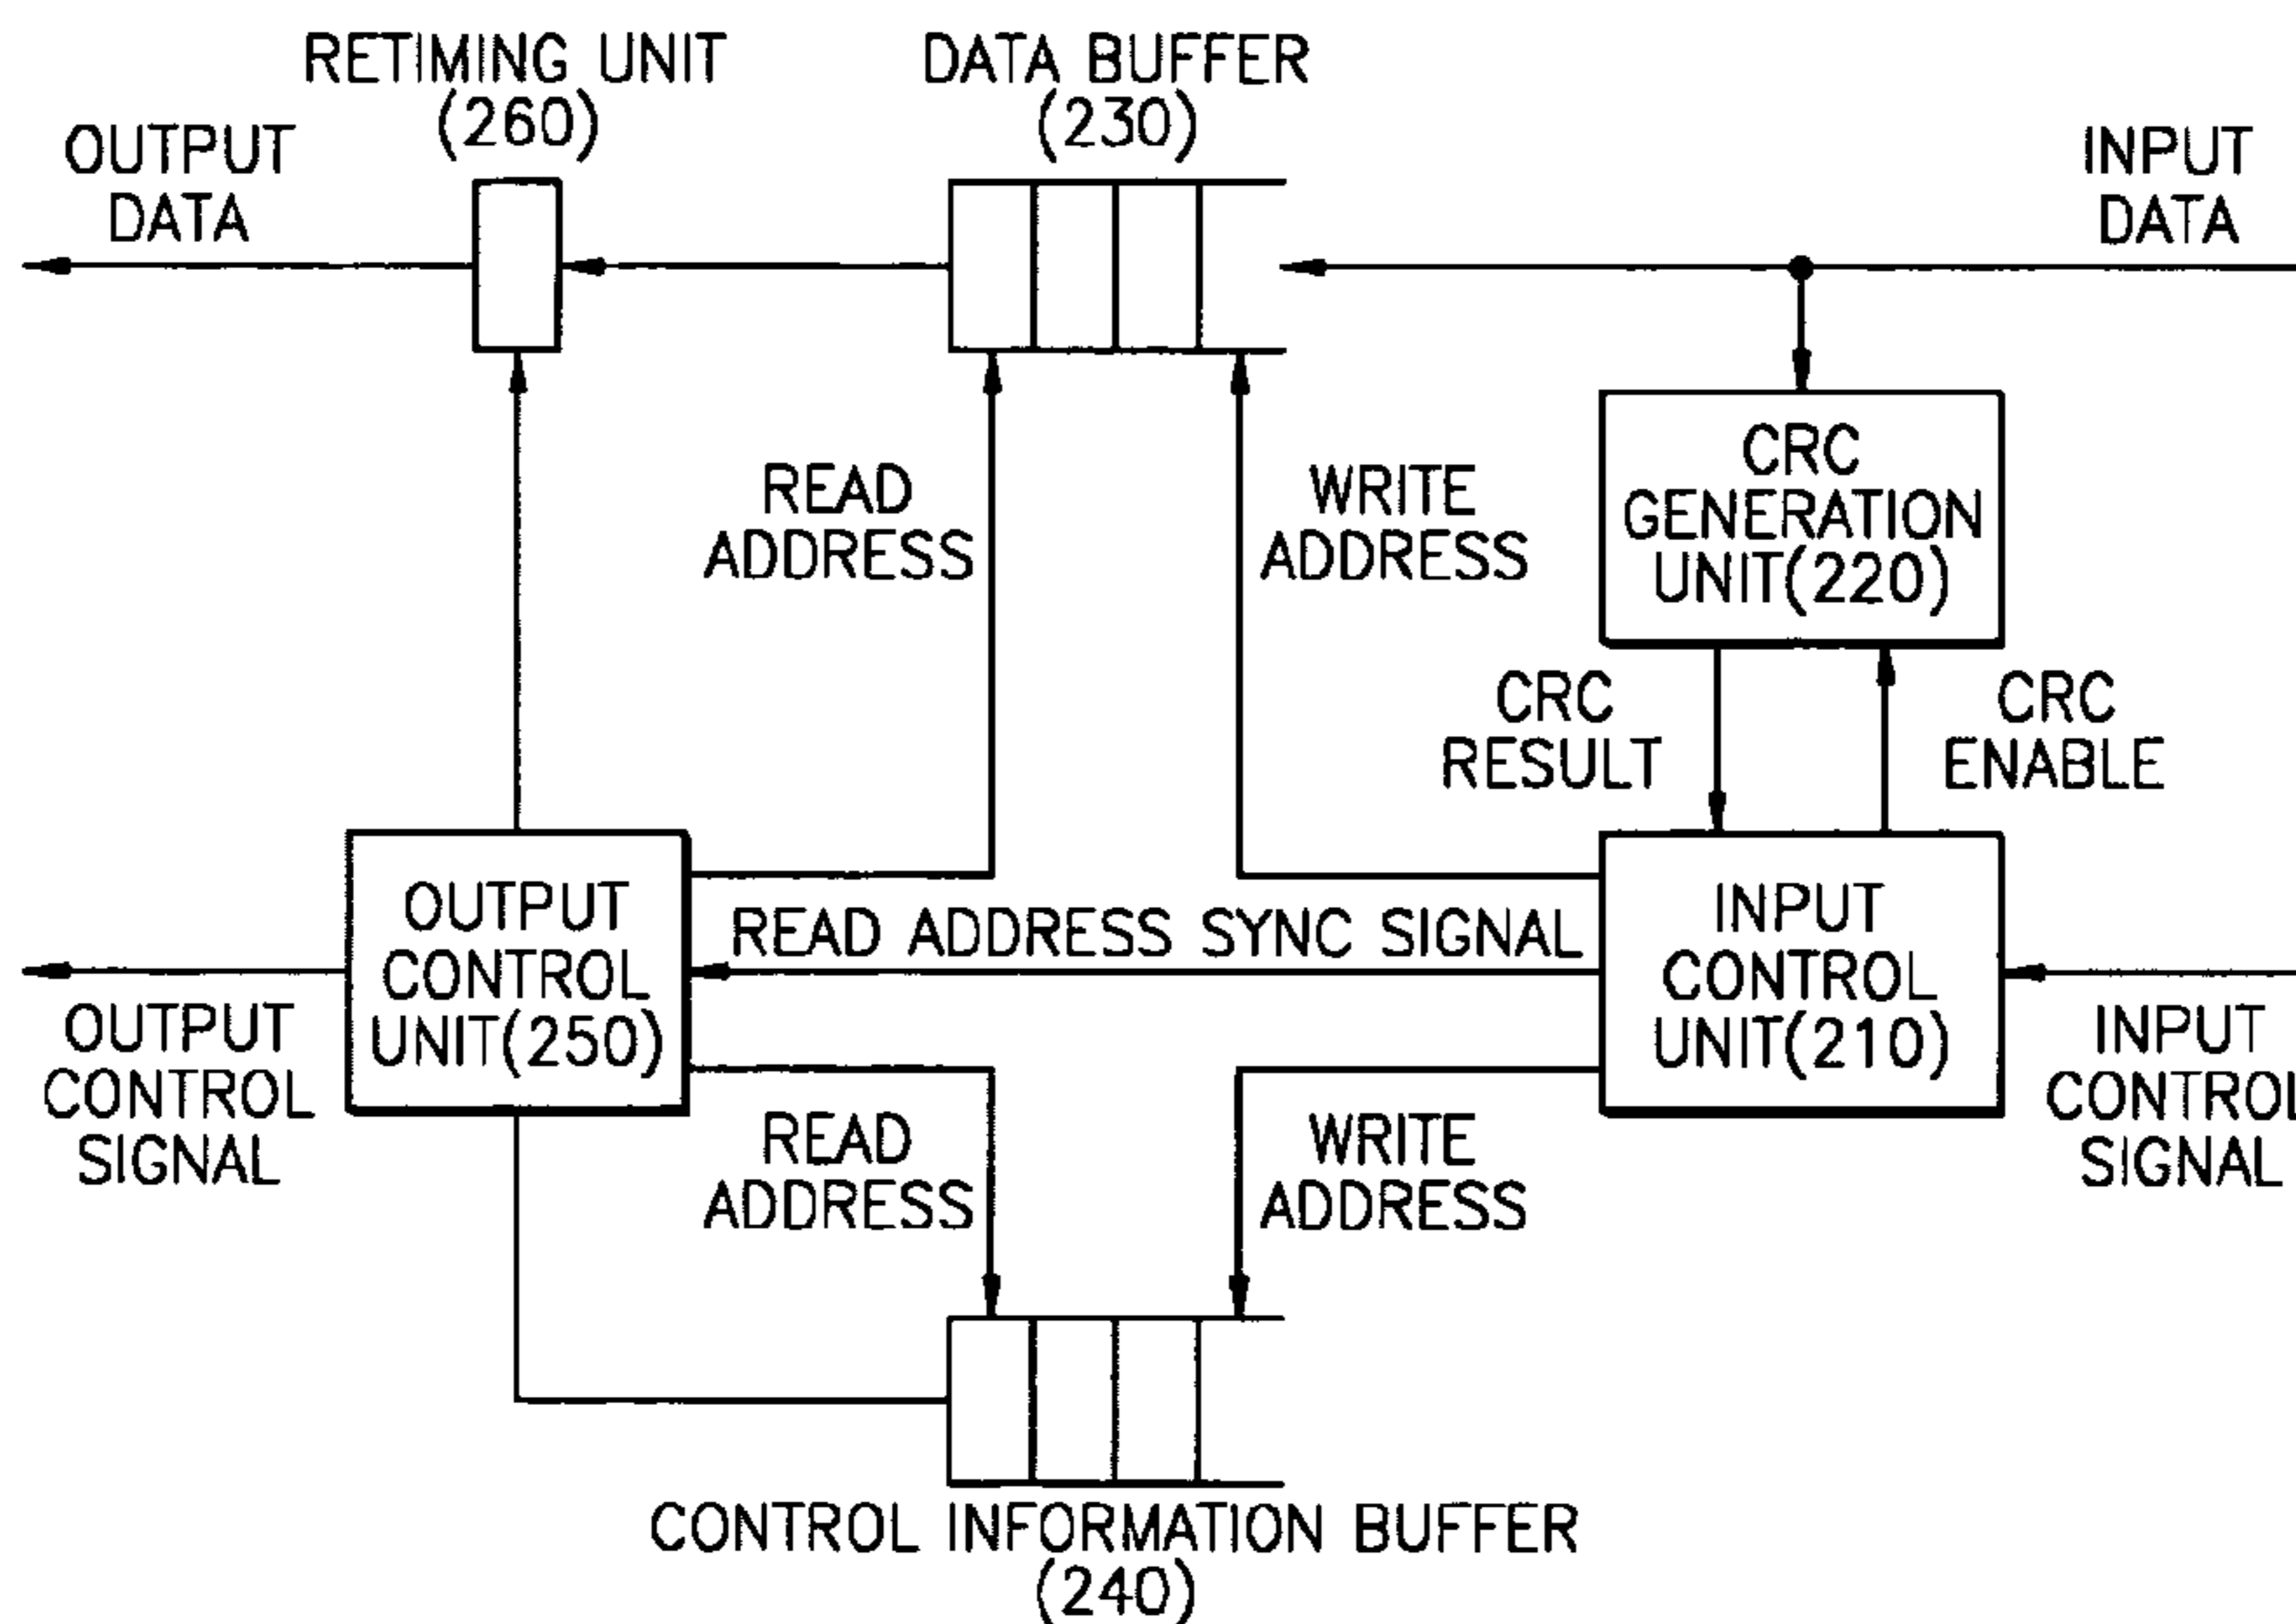 RETIMING UNIT
(260)
DATA BUFFER
(230)
OUTPUT
DATA
INPUT
DATA
READ
ADDRESS
WRITE
ADDRESS
CRC
GENERATION
UNIT(220)
CRC
RESULT
CRC
ENABLE
OUTPUT
CONTROL
UNIT(250)
READ ADDRESS SYNC SIGNAL
INPUT
CONTROL
UNIT(210)
OUTPUT
CONTROL
SIGNAL
INPUT
CONTROL
SIGNAL
READ
ADDRESS
WRITE
ADDRESS
CONTROL INFORMATION BUFFER
(240)